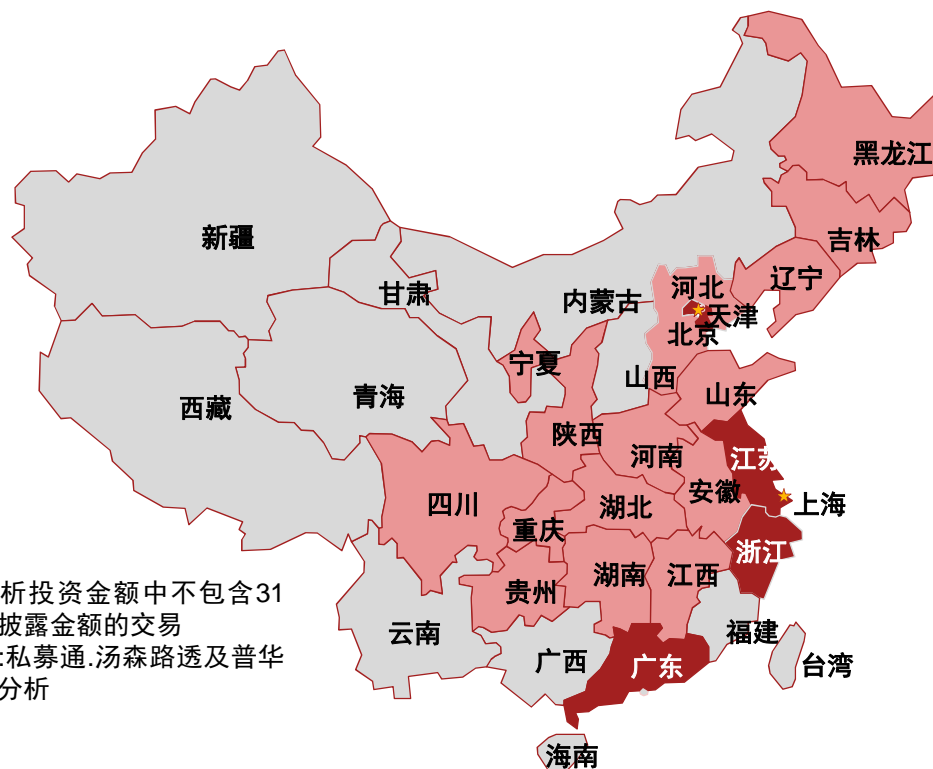 黑龙江
新疆
吉林
辽宁
河北
甘肃
内蒙古
天津
北京
宁夏
山西
青海
山东
西藏
陕西
河南
江苏
安徽
四川
湖北
上海
重庆
浙江
湖南
江西
贵州
析投资金额中不包含31
披露金额的交易
:私募通.汤森路透及普华
分析
云南
福建
广西
广东
台湾
海南